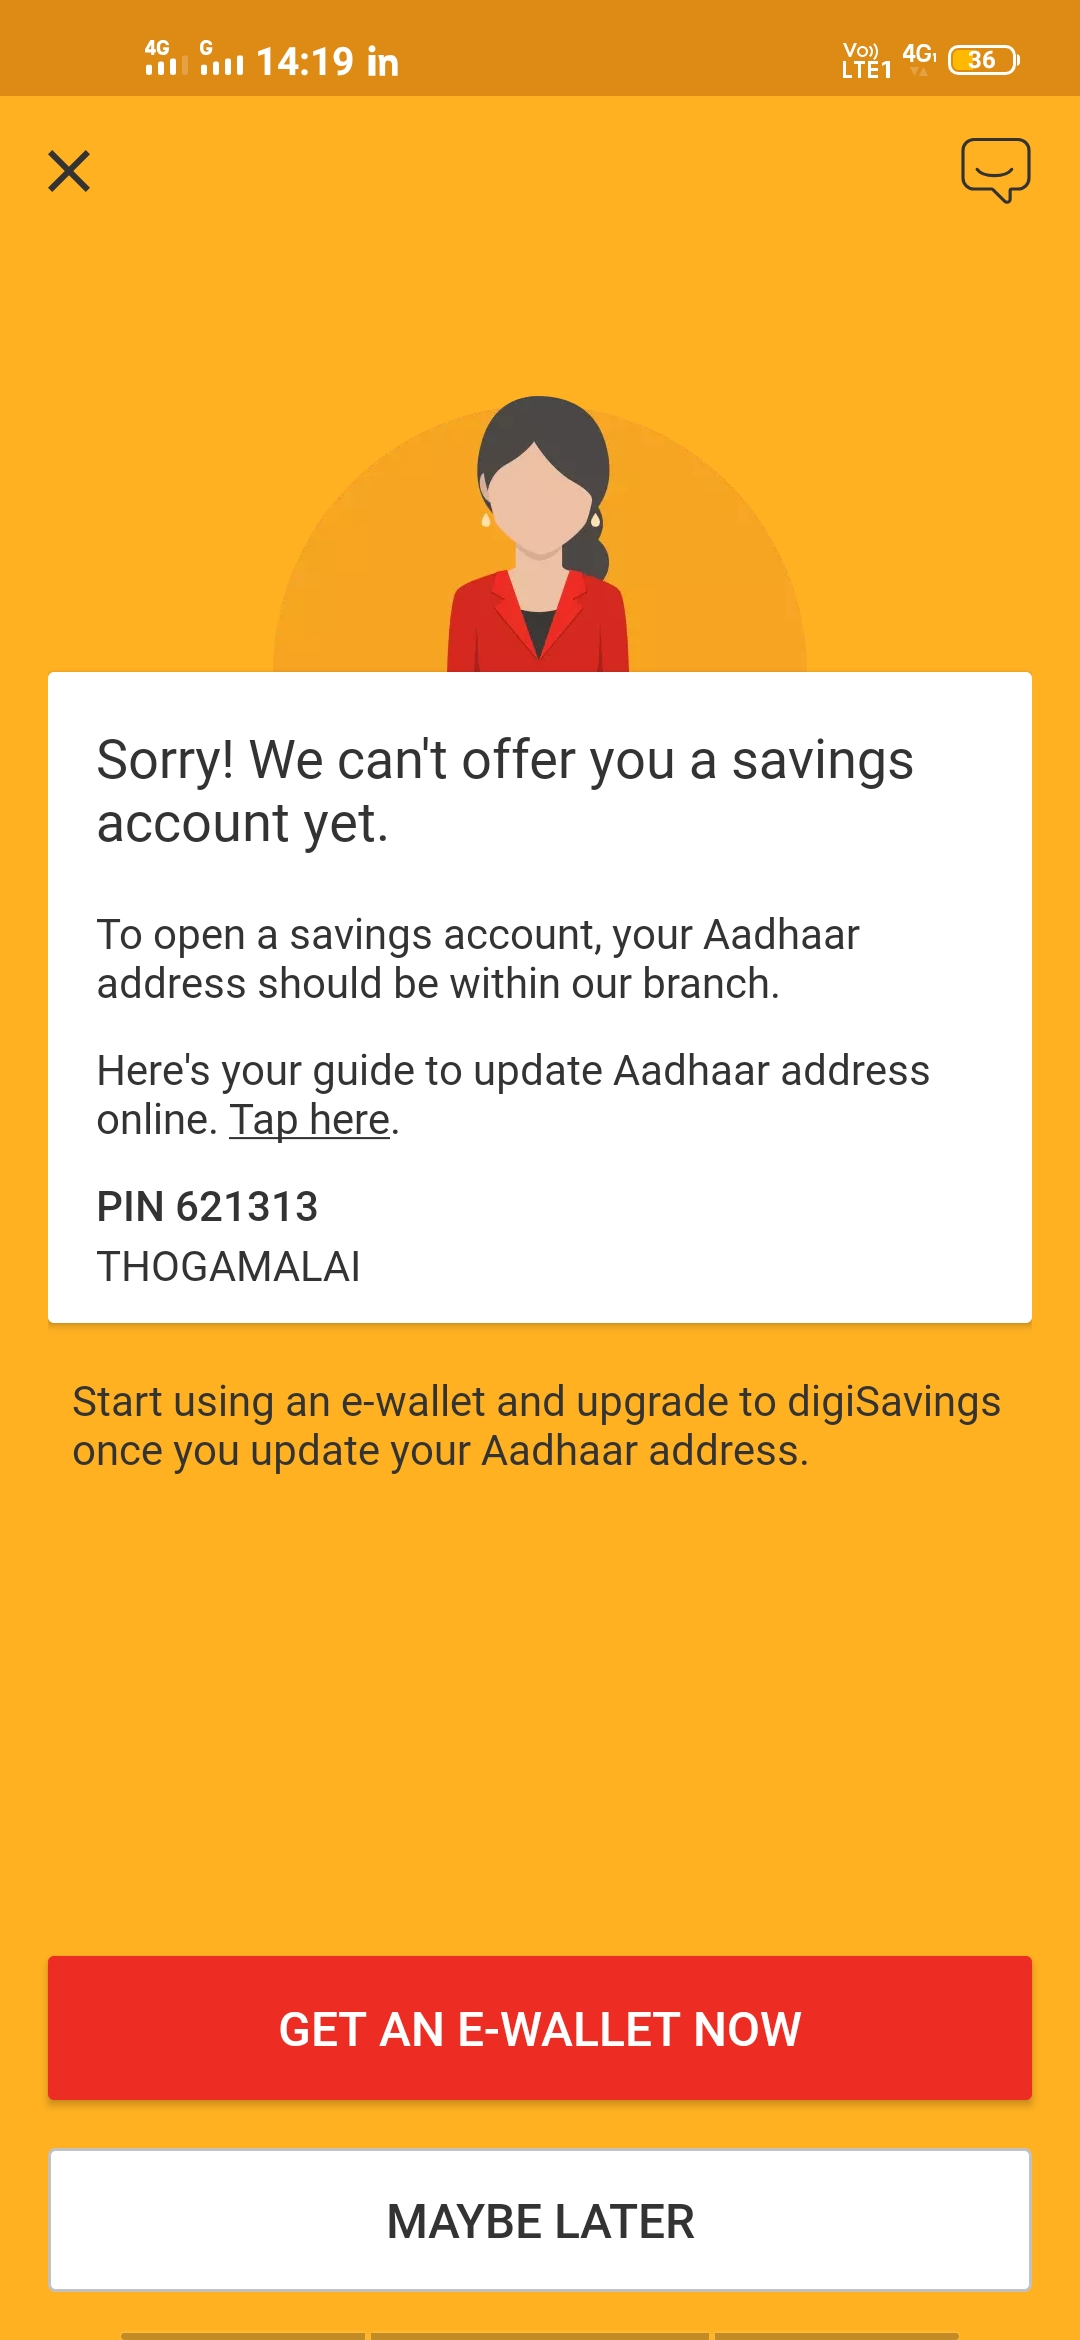 4G G 14:19 in Vo)) LTE1 4G1 36
Sorry! We can't offer you a savings
account yet.
To open a savings account, your Aadhaar
address should be within our branch.
Here's your guide to update Aadhaar address
online. Tap here.
PIN 621313
THOGAMALAI
Start using an e-wallet and upgrade to digiSavings
once you update your Aadhaar address.
GET AN E-WALLET NOW
MAYBE LATER